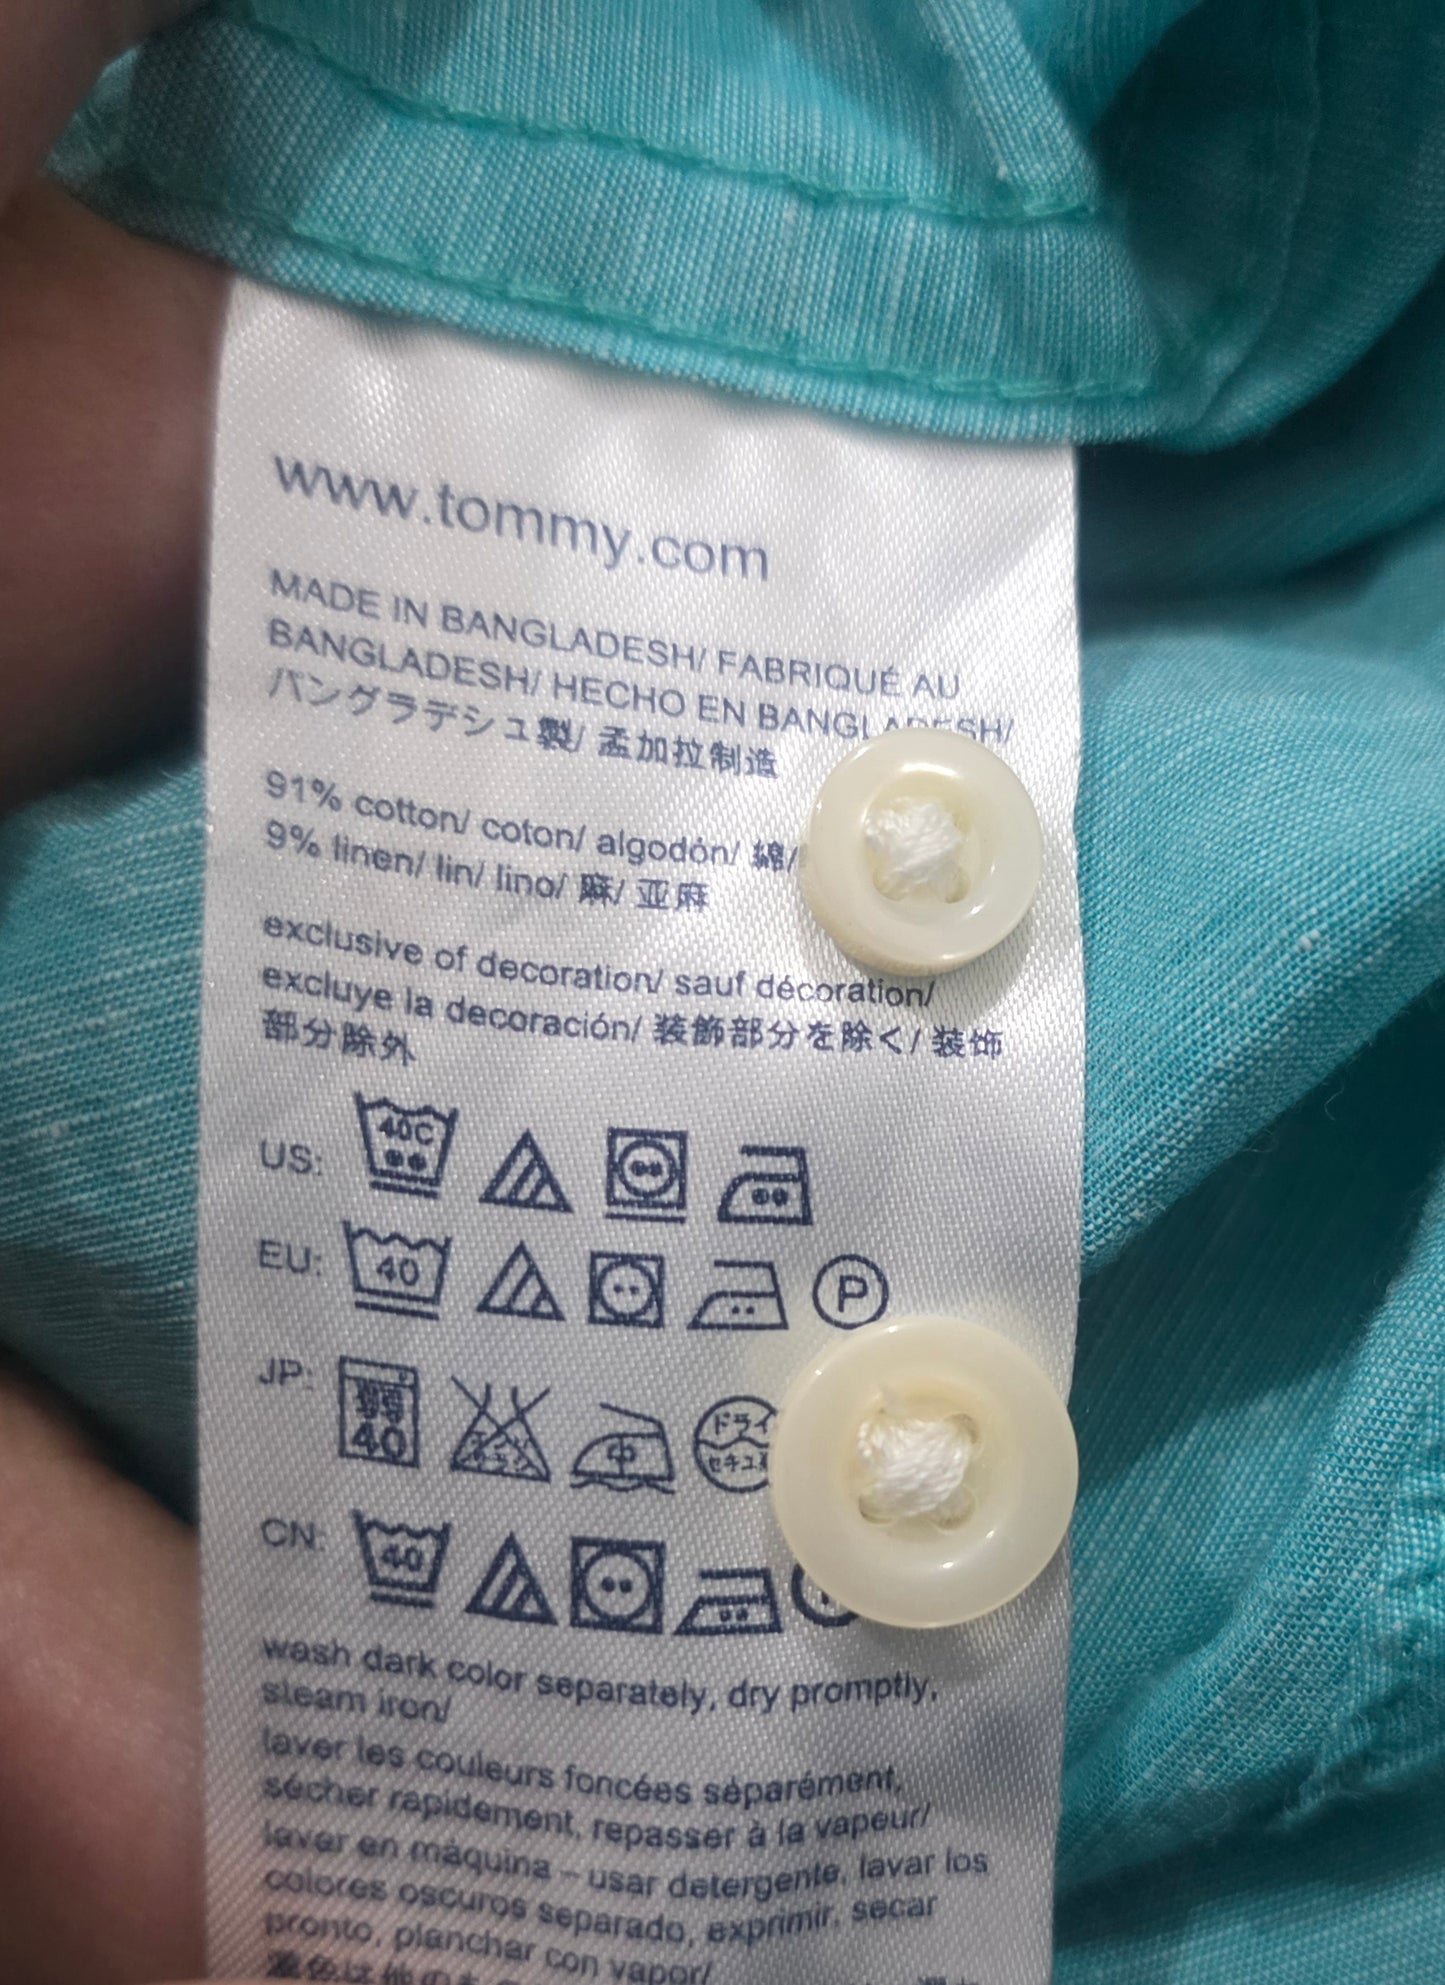 www.tommy.com
MADE IN BANGLADESH/ FABRIQUÉ AU
BANGLADESH/ HECHO EN BANGLADESH/
/バングラデシュ製/ 孟加拉制造
91% cotton/ coton/ algodón/ 綿/
9% linen/ lin/ lino/ 麻/ 亚麻
exclusive of decoration/ sauf décoration/
excluye la decoración/ 装飾部分を除く/ 装饰
部分除外
US: 40C
EU: 40 P
JP: 40 中 ドライ
CN: 40
wash dark color separately, dry promptly,
steam iron/
laver les couleurs foncées séparément,
sécher rapidement, repasser à la vapeur/
lavar en máquina – usar detergente, lavar los
colores oscuros separado, exprimir, secar
pronto, planchar con vapor/